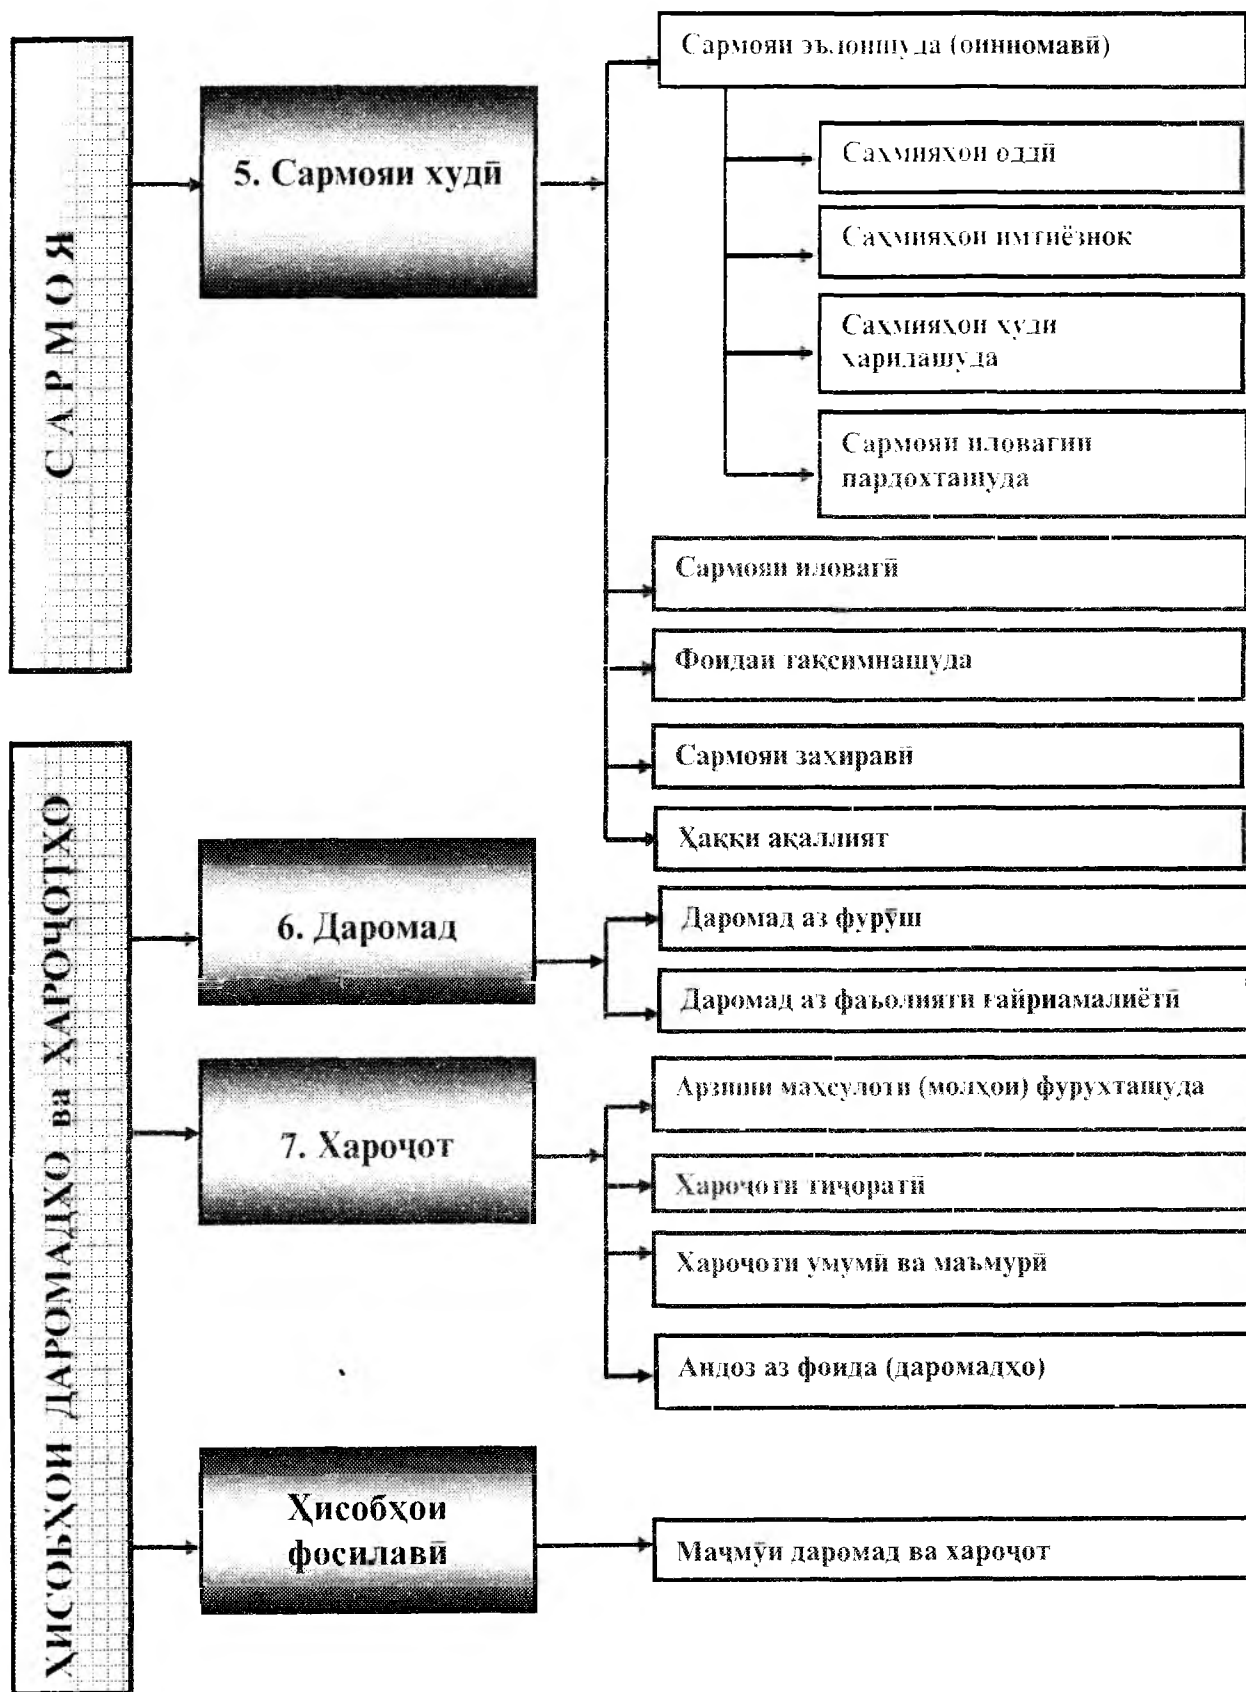 САРМОЯ
5. Сармояи худӣ
Сармояи эълоншуда (оинномавӣ)
Саҳмияҳои оддӣ
Саҳмияҳои имтиёзнок
Саҳмияҳои худи
харидашуда
Сармояи иловагии
пардохташуда
Сармояи иловагӣ
Фоидаи тақсимнашуда
Сармояи захиравӣ
Ҳаққи ақаллият
ҲИСОБҲОИ ДАРОМАДҲО ва ХАРОҶОТҲО
6. Даромад
Даромад аз фурӯш
Даромад аз фаъолияти ғайриамалиётӣ
7. Хароҷот
Арзиши маҳсулоти (молҳои) фурухташуда
Хароҷоти тиҷоратӣ
Хароҷоти умумӣ ва маъмурӣ
Андоз аз фоида (даромадҳо)
Ҳисобҳои
фосилавӣ
Маҷмӯи даромад ва хароҷот